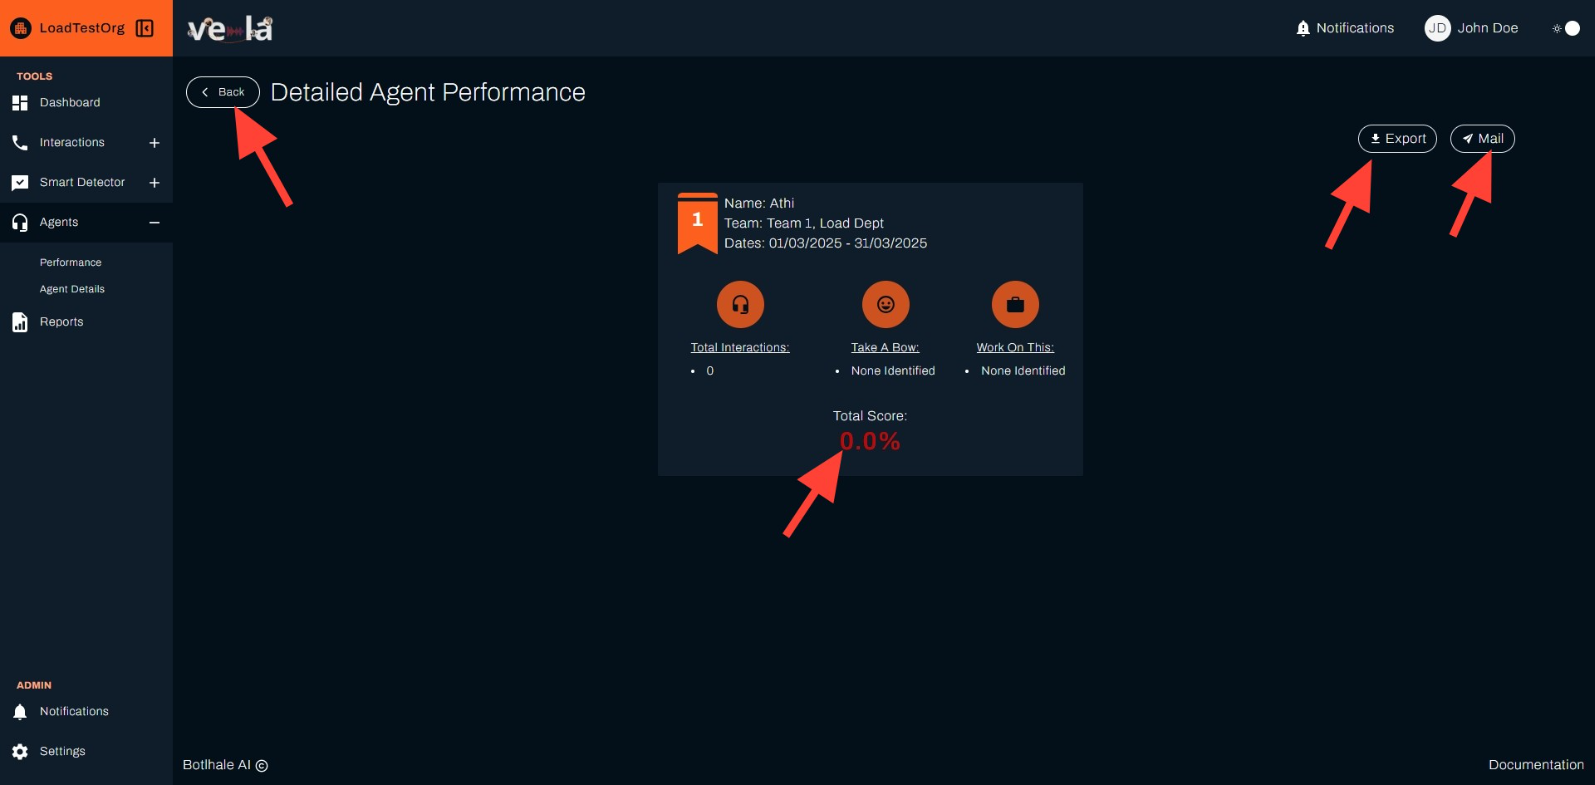 LoadTestOrg
vela
Notifications
JD
John Doe
TOOLS
Dashboard
Interactions
Smart Detector
Agents
Performance
Agent Details
Reports
ADMIN
Notifications
Settings
Back
Detailed Agent Performance
Export
Mail
1
Name: Athi
Team: Team 1, Load Dept
Dates: 01/03/2025 - 31/03/2025
Total Interactions:
• 0
Take A Bow:
• None Identified
Work On This:
• None Identified
Total Score:
0.0%
Botlhale AI ©
Documentation